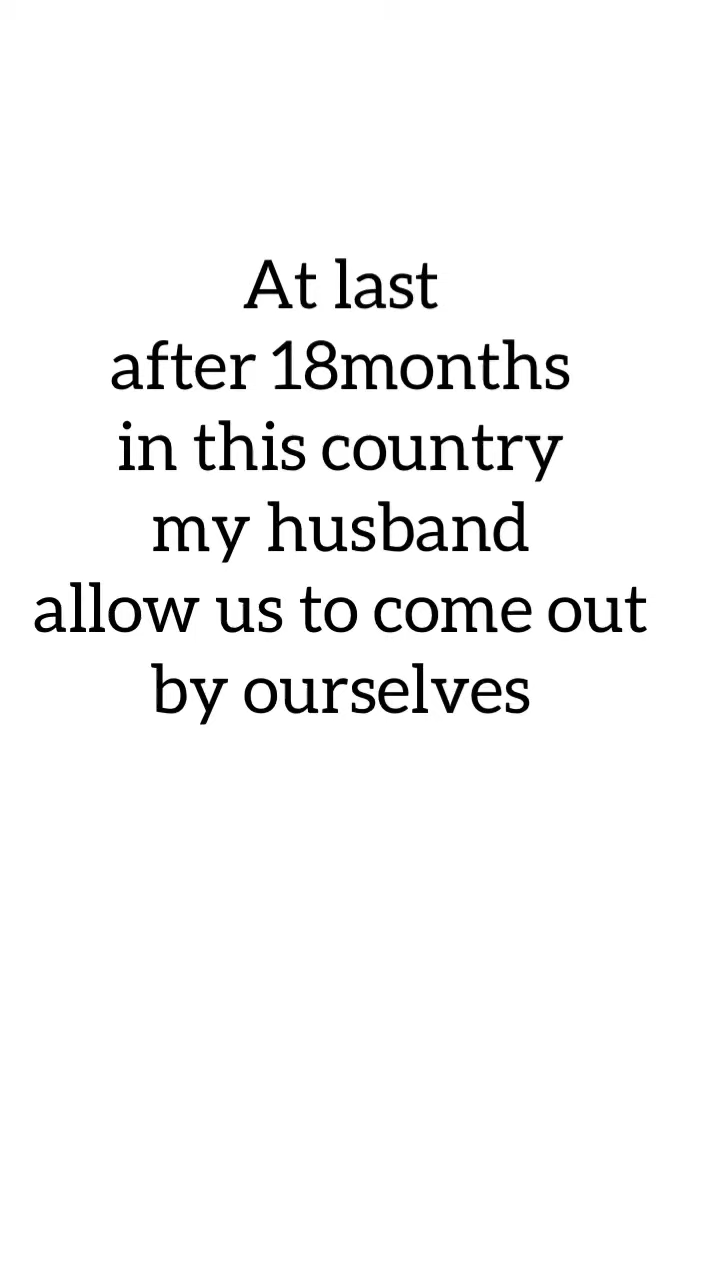 At last
after 18months
in this country
my husband
allow us to come out
by ourselves